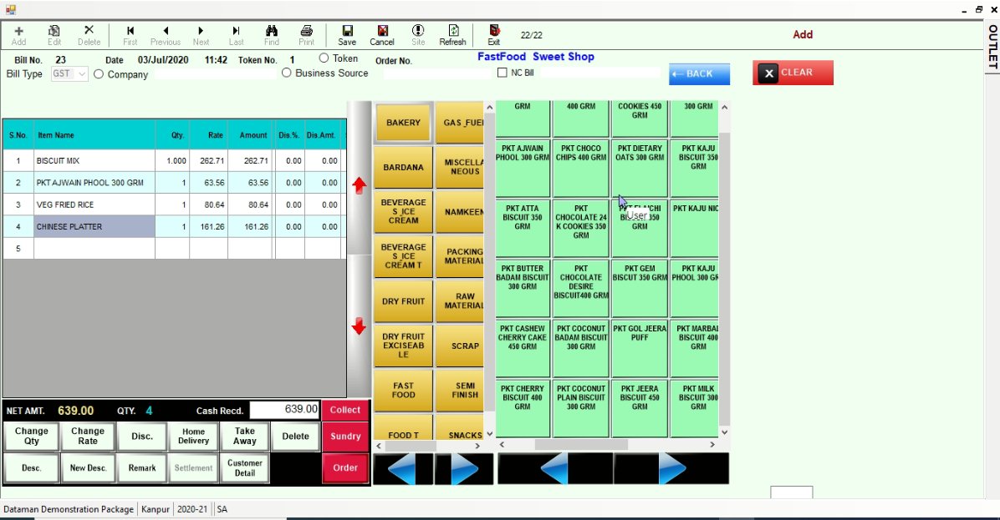 Add Edit Delete First Previous Next Last Find Print Save Cancel Site Refresh Exit 22/22 Add
OUTLET
Bill No. 23 Date 03/Jul/2020 11:42 Token No. 1 Token Order No. FastFood Sweet Shop
Bill Type GST Company Business Source NC Bill BACK X CLEAR
S.No. Item Name Qty. Rate Amount Dis.%. Dis.Amt.
1 BISCUIT MIX 1.000 262.71 262.71 0.00 0.00
2 PKT AJWAIN PHOOL 300 GRM 1 63.56 63.56 0.00 0.00
3 VEG FRIED RICE 1 80.64 80.64 0.00 0.00
4 CHINESE PLATTER 1 161.26 161.26 0.00 0.00
5
NET AMT. 639.00 QTY. 4 Cash Recd. 639.00 Collect
Change Qty
Change Rate
Disc.
Home Delivery
Take Away
Delete
Sundry
Desc.
New Desc.
Remark
Settlement
Customer Detail
Order
BAKERY
GAS_FUEL
BARDANA
MISCELLA
NEOUS
BEVERAGE
S_ICE
CREAM
NAMKEEN
BEVERAGE
S_ICE
CREAM T
PACKING
MATERIAL
DRY FRUIT
RAW
MATERIAL
DRY FRUIT
EXCISEAB
LE
SCRAP
FAST
FOOD
SEMI
FINISH
FOOD T
SNACKS
GRM
400 GRM
COOKIES 450
GRM
300 GRM
PKT AJWAIN
PHOOL 300 GRM
PKT CHOCO
CHIPS 400 GRM
PKT DIETARY
OATS 300 GRM
PKT KAJU
BISCUIT 350
GRM
PKT ATTA
BISCUIT 350
GRM
PKT
CHOCOLATE 24
K COOKIES 350
GRM
User
350
GRM
PKT KAJU NIC
PKT BUTTER
BADAM BISCUIT
300 GRM
PKT
CHOCOLATE
DESIRE
BISCUIT400 GRM
PKT GEM
BISCUT 350 GRM
PKT KAJU
PHOOL 300 GR
PKT CASHEW
CHERRY CAKE
450 GRM
PKT COCONUT
BADAM BISCUIT
300 GRM
PKT GOL JEERA
PUFF
PKT MARBAL
BISCUIT 400
GRM
PKT CHERRY
BISCUIT 400
GRM
PKT COCONUT
PLAIN BISCUIT
300 GRM
PKT JEERA
BISCUIT 450
GRM
PKT MILK
BISCUIT 300
GRM
Dataman Demonstration Package Kanpur 2020-21 SA